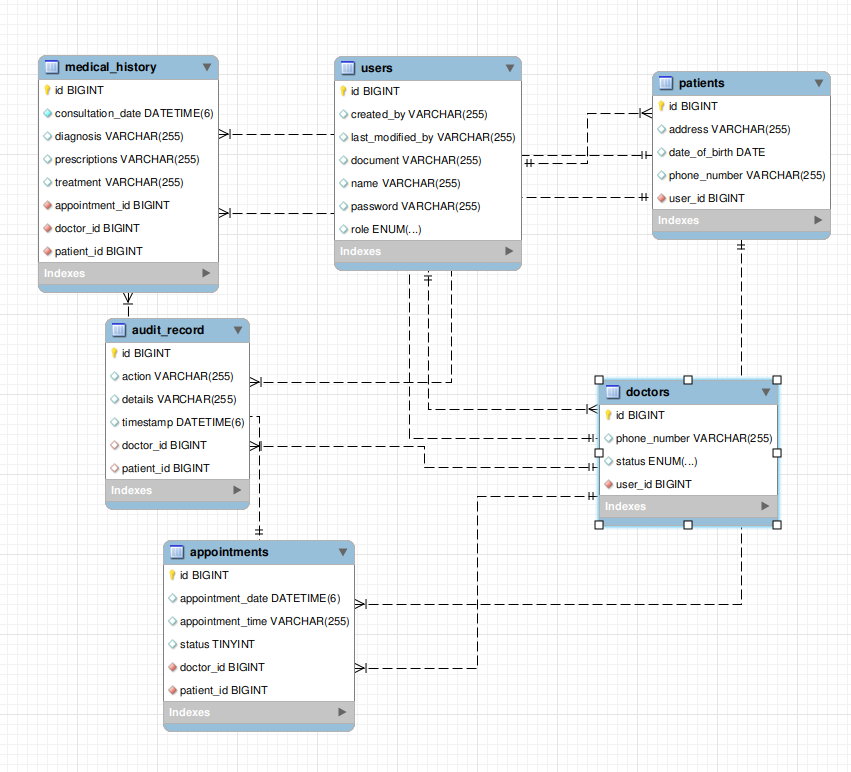 medical_history
id BIGINT
consultation_date DATETIME(6)
diagnosis VARCHAR(255)
prescriptions VARCHAR(255)
treatment VARCHAR(255)
appointment_id BIGINT
doctor_id BIGINT
patient_id BIGINT
Indexes
users
id BIGINT
created_by VARCHAR(255)
last_modified_by VARCHAR(255)
document VARCHAR(255)
name VARCHAR(255)
password VARCHAR(255)
role ENUM(...)
Indexes
patients
id BIGINT
address VARCHAR(255)
date_of_birth DATE
phone_number VARCHAR(255)
user_id BIGINT
Indexes
audit_record
id BIGINT
action VARCHAR(255)
details VARCHAR(255)
timestamp DATETIME(6)
doctor_id BIGINT
patient_id BIGINT
Indexes
doctors
id BIGINT
phone_number VARCHAR(255)
status ENUM(...)
user_id BIGINT
Indexes
appointments
id BIGINT
appointment_date DATETIME(6)
appointment_time VARCHAR(255)
status TINYINT
doctor_id BIGINT
patient_id BIGINT
Indexes